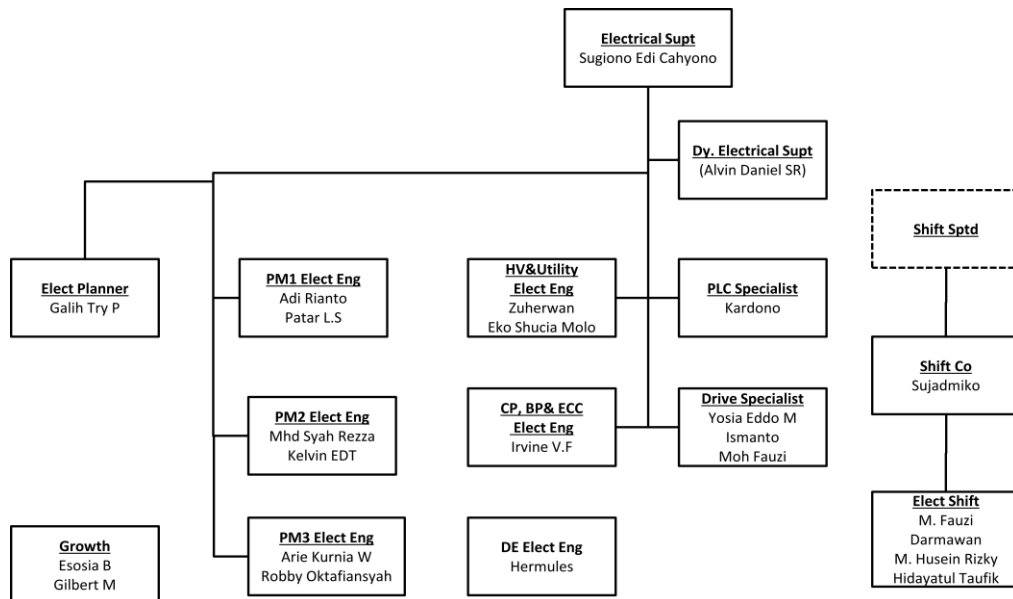 Electrical Supt
Sugiono Edi Cahyono
Dy. Electrical Supt
(Alvin Daniel SR)
Shift Sptd
Elect Planner
Galih Try P
PM1 Elect Eng
Adi Rianto
Patar L.S
HV&Utility
Elect Eng
Zuherwan
Eko Shucia Molo
PLC Specialist
Kardono
Shift Co
Sujadmiko
PM2 Elect Eng
Mhd Syah Rezza
Kelvin EDT
CP, BP& ECC
Elect Eng
Irvine V.F
Drive Specialist
Yosia Eddo M
Ismanto
Moh Fauzi
Elect Shift
M. Fauzi
Darmawan
M. Husein Rizky
Hidayatul Taufik
Growth
Esosia B
Gilbert M
PM3 Elect Eng
Arie Kurnia W
Robby Oktafiansyah
DE Elect Eng
Hermules